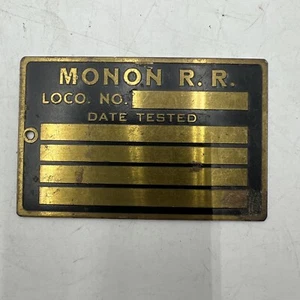 MONON R. R.
LOCO. NO.
DATE TESTED